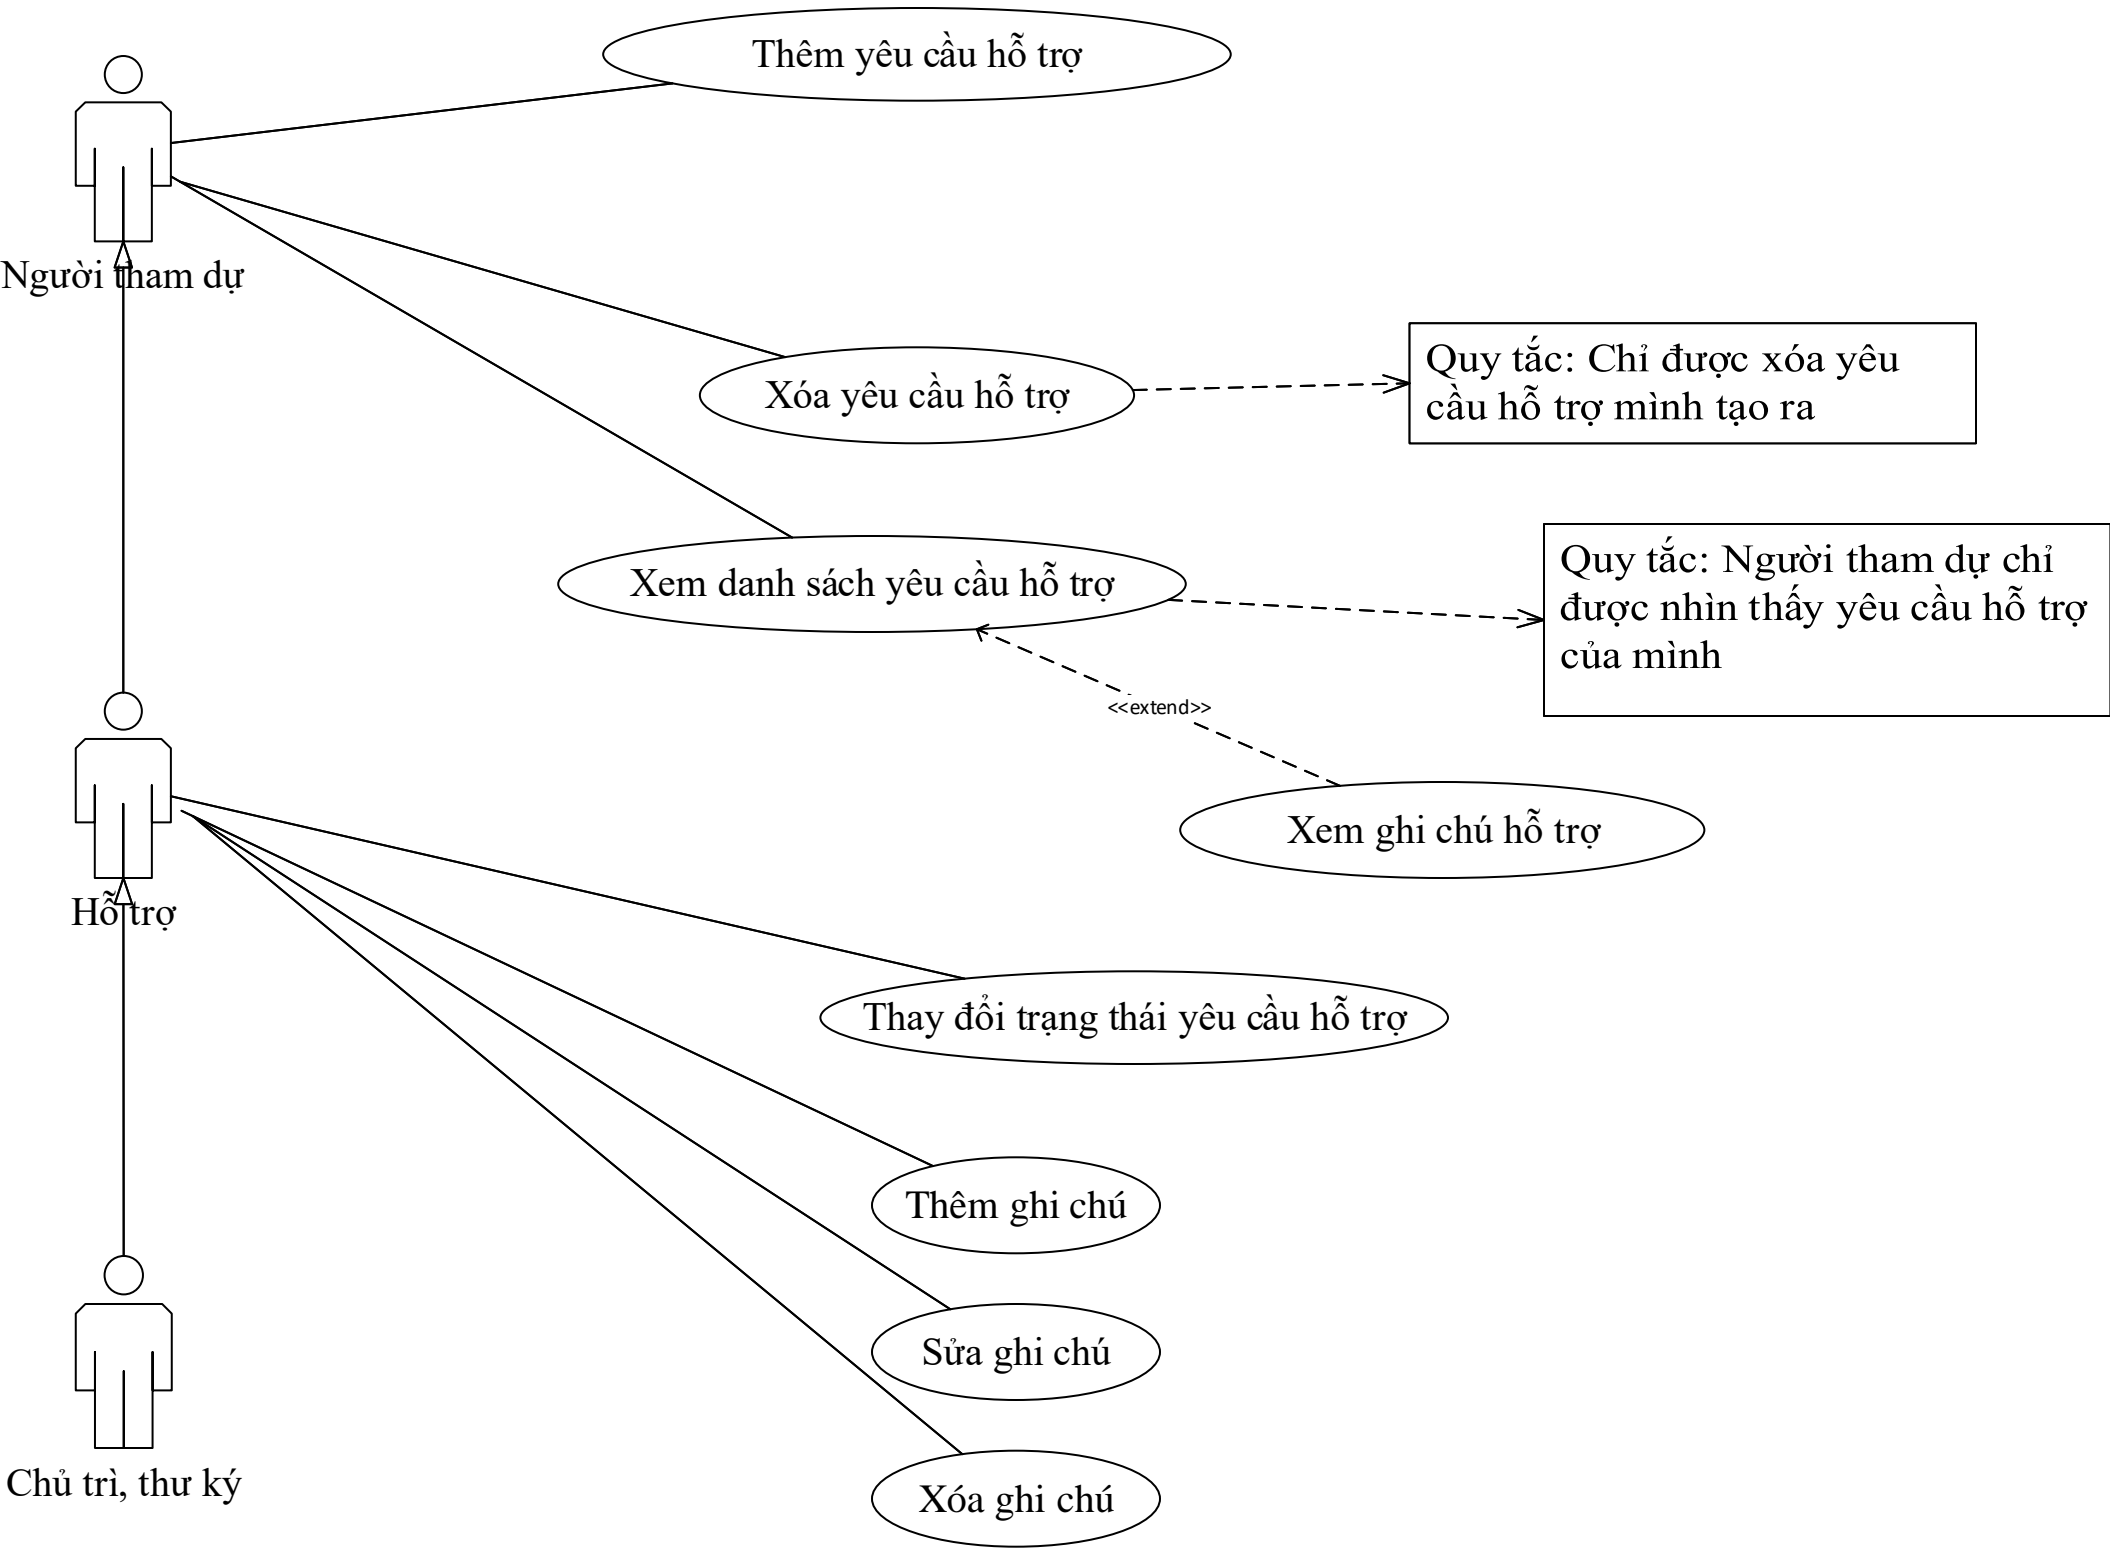 Thêm yêu cầu hỗ trợ
Người tham dự
Quy tắc: Chỉ được xóa yêu
cầu hỗ trợ mình tạo ra
Xóa yêu cầu hỗ trợ
Quy tắc: Người tham dự chỉ
được nhìn thấy yêu cầu hỗ trợ
của mình
Xem danh sách yêu cầu hỗ trợ
<<extend>>
Xem ghi chú hỗ trợ
Hỗ trợ
Thay đổi trạng thái yêu cầu hỗ trợ
Thêm ghi chú
Sửa ghi chú
Chủ trì, thư ký
Xóa ghi chú